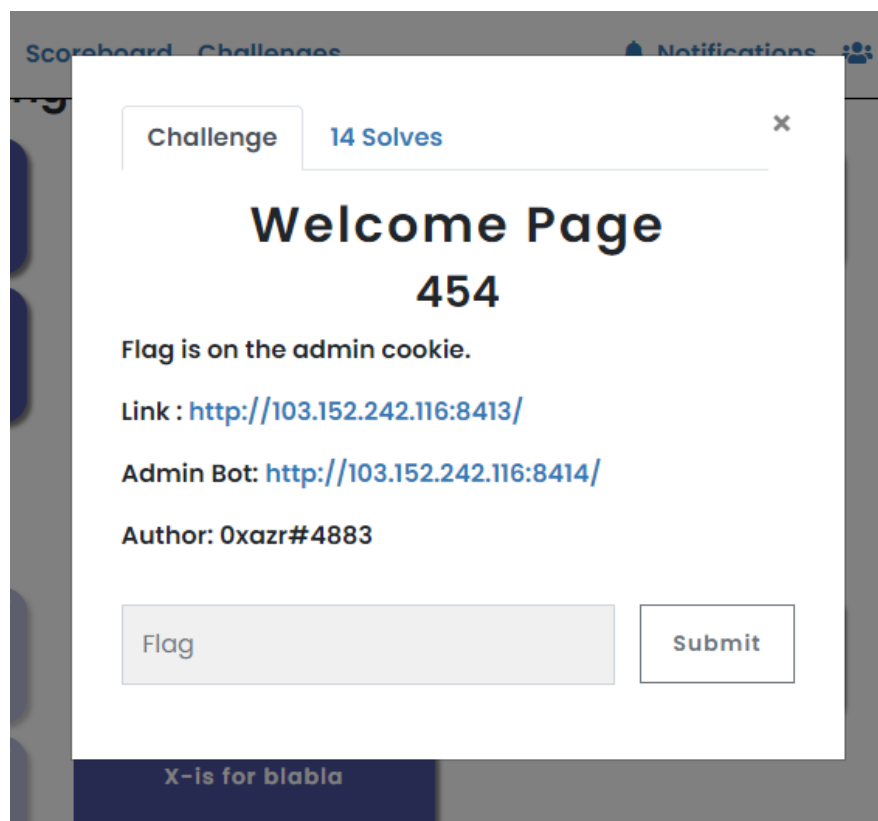 Scoreboard Challenges Notifications
Challenge 14 Solves ×
Welcome Page
454
Flag is on the admin cookie.
Link : http://103.152.242.116:8413/
Admin Bot: http://103.152.242.116:8414/
Author: 0xazr#4883
Flag Submit
X-is for blabla